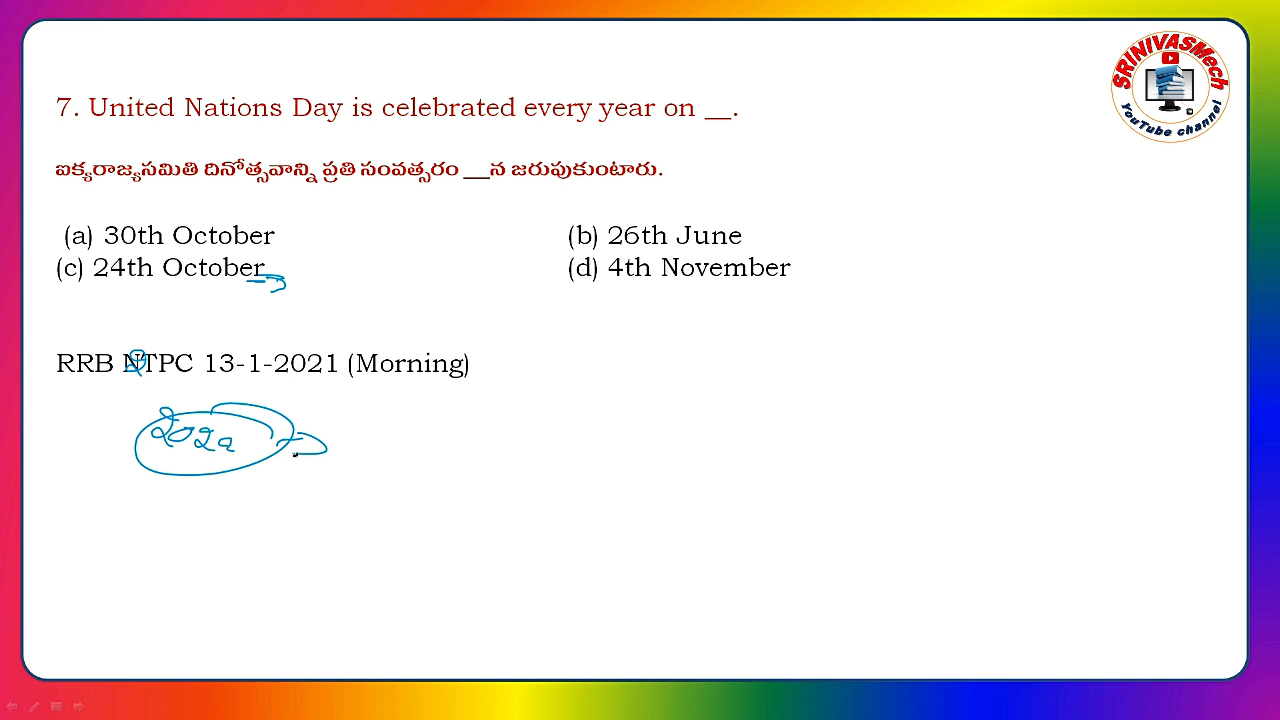 SRINIVASMech
YouTube channel
7. United Nations Day is celebrated every year on __.
ఐక్యరాజ్యసమితి దినోత్సవాన్ని ప్రతి సంవత్సరం __న జరుపుకుంటారు.
(a) 30th October (b) 26th June
(c) 24th October (d) 4th November
RRB NTPC 13-1-2021 (Morning)